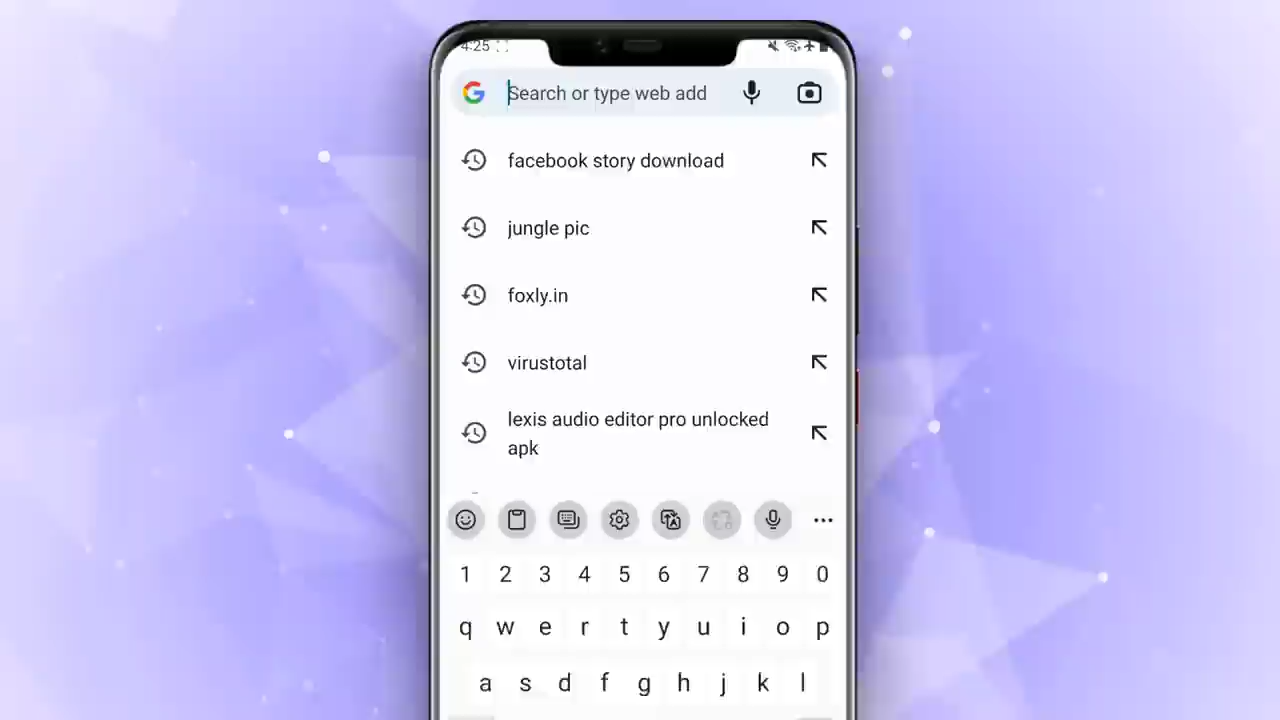 4:25
Search or type web add
facebook story download
jungle pic
foxly.in
virustotal
lexis audio editor pro unlocked
apk
1 2 3 4 5 6 7 8 9 0
q w e r t y u i o p
a s d f g h j k l